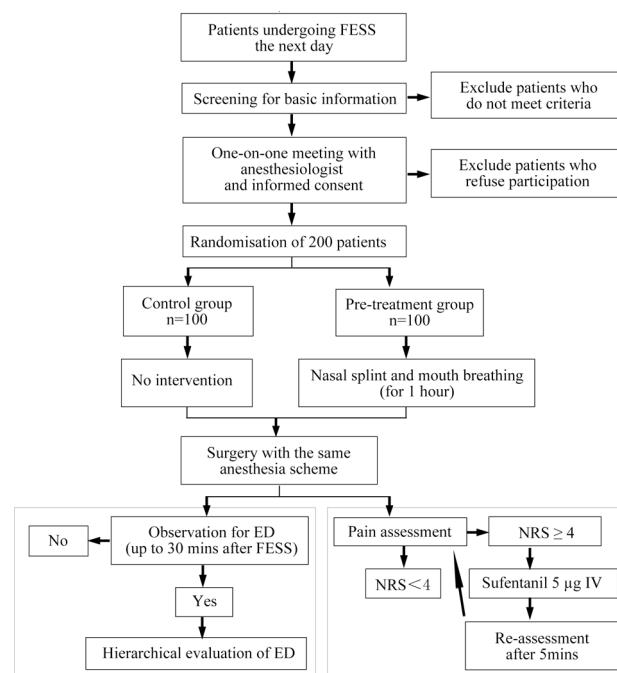 Patients undergoing FESS
the next day
Screening for basic information
Exclude patients who
do not meet criteria
One-on-one meeting with
anesthesiologist
and informed consent
Exclude patients who
refuse participation
Randomisation of 200 patients
Control group
n=100
Pre-treatment group
n=100
No intervention
Nasal splint and mouth breathing
(for 1 hour)
Surgery with the same
anesthesia scheme
No
Observation for ED
(up to 30 mins after FESS)
Yes
Hierarchical evaluation of ED
Pain assessment
NRS ≥ 4
NRS＜4
Sufentanil 5 μg IV
Re-assessment
after 5mins